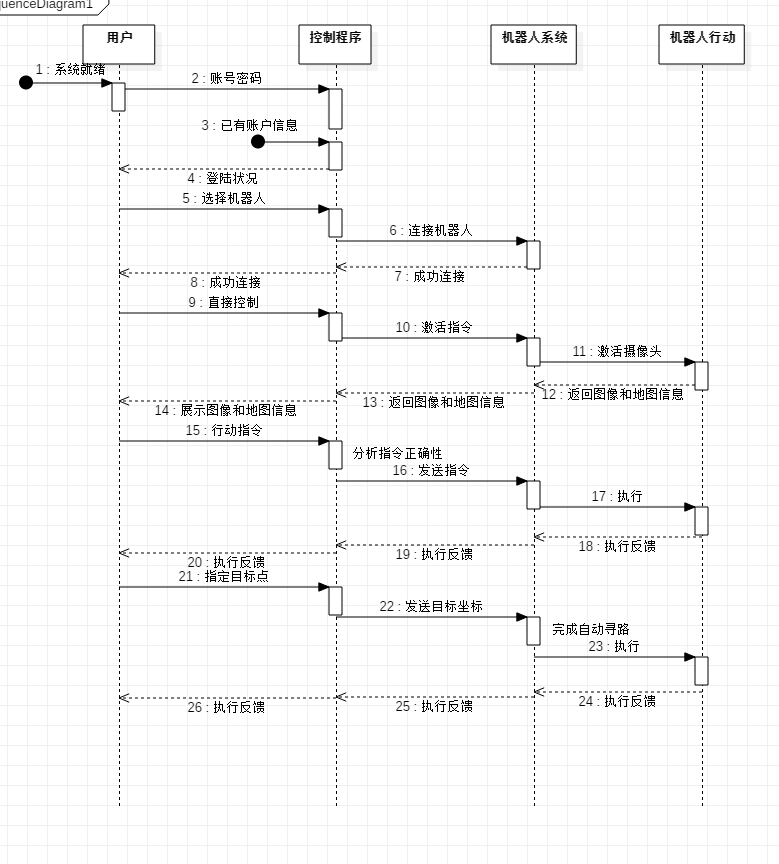 uenceDiagram1
用户
控制程序
机器人系统
机器人行动
1 : 系统就绪
2 : 账号密码
3 : 已有账户信息
4 : 登陆状况
5 : 选择机器人
6 : 连接机器人
7 : 成功连接
8 : 成功连接
9 : 直接控制
10 : 激活指令
11 : 激活摄像头
12 : 返回图像和地图信息
13 : 返回图像和地图信息
14 : 展示图像和地图信息
15 : 行动指令
分析指令正确性
16 : 发送指令
17 : 执行
18 : 执行反馈
19 : 执行反馈
20 : 执行反馈
21 : 指定目标点
22 : 发送目标坐标
完成自动寻路
23 : 执行
24 : 执行反馈
25 : 执行反馈
26 : 执行反馈